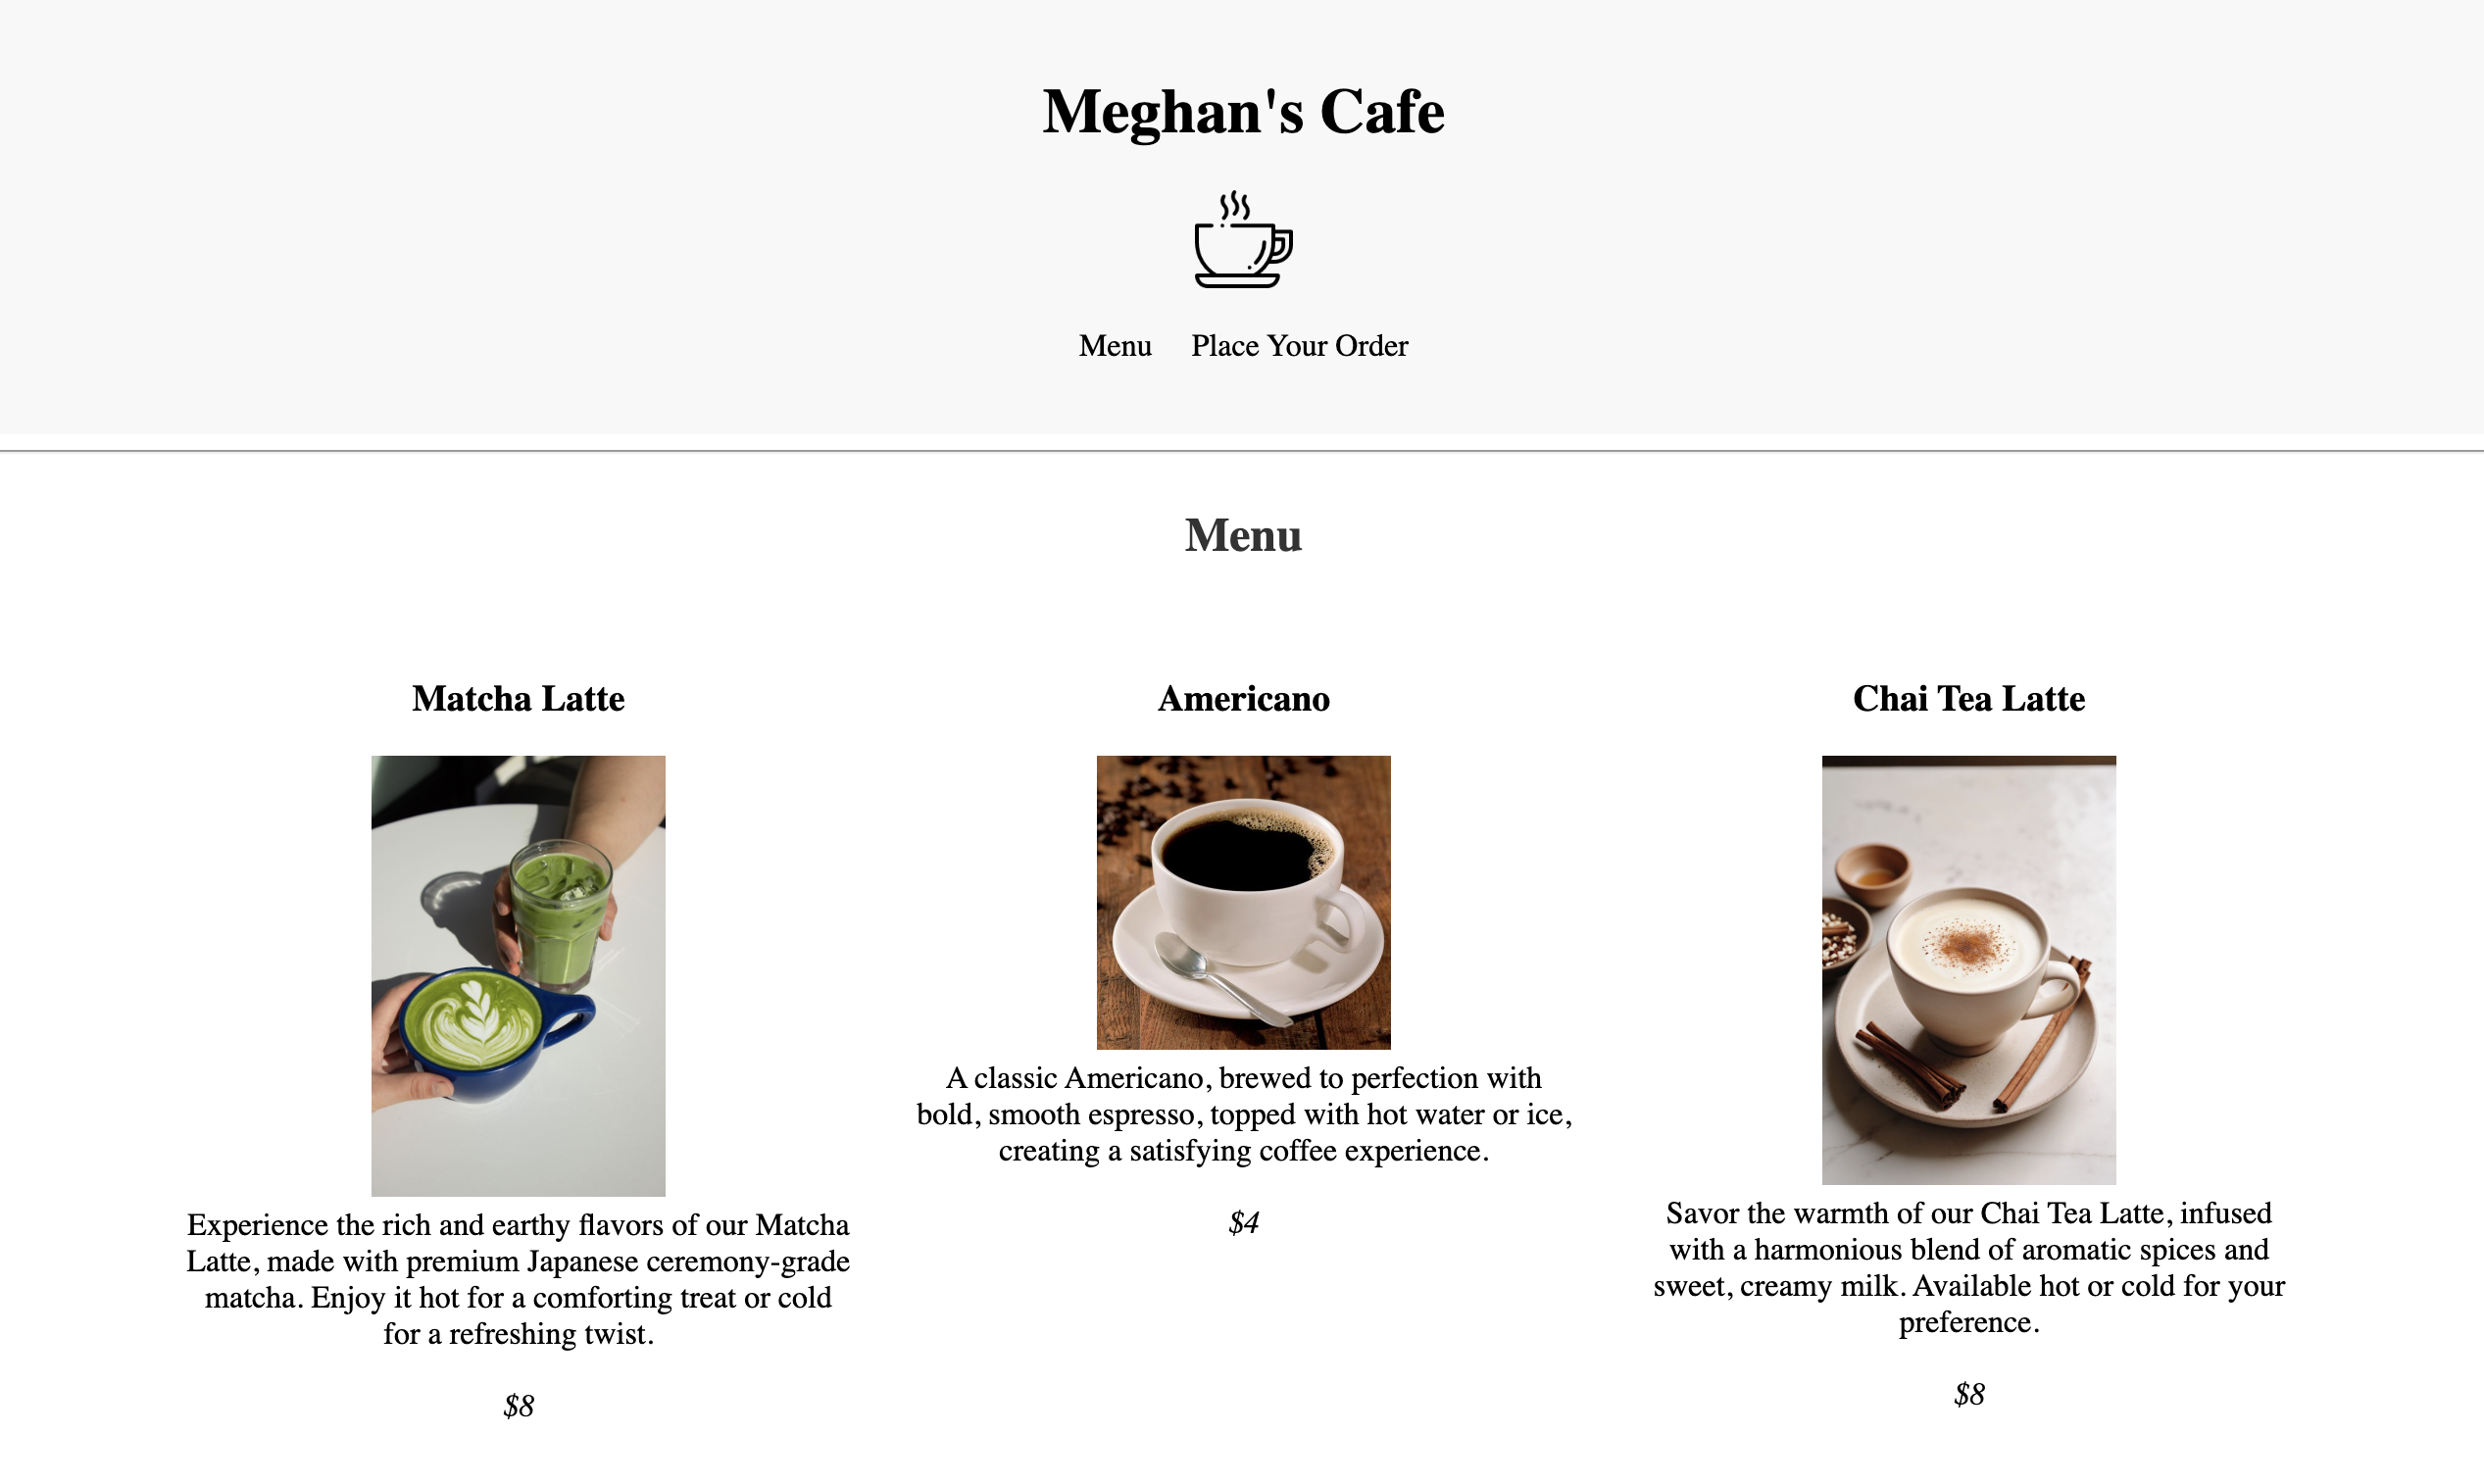 Meghan's Cafe
Menu
Place Your Order
Menu
Matcha Latte
Experience the rich and earthy flavors of our Matcha
Latte, made with premium Japanese ceremony-grade
matcha. Enjoy it hot for a comforting treat or cold
for a refreshing twist.
$8
Americano
A classic Americano, brewed to perfection with
bold, smooth espresso, topped with hot water or ice,
creating a satisfying coffee experience.
$4
Chai Tea Latte
Savor the warmth of our Chai Tea Latte, infused
with a harmonious blend of aromatic spices and
sweet, creamy milk. Available hot or cold for your
preference.
$8